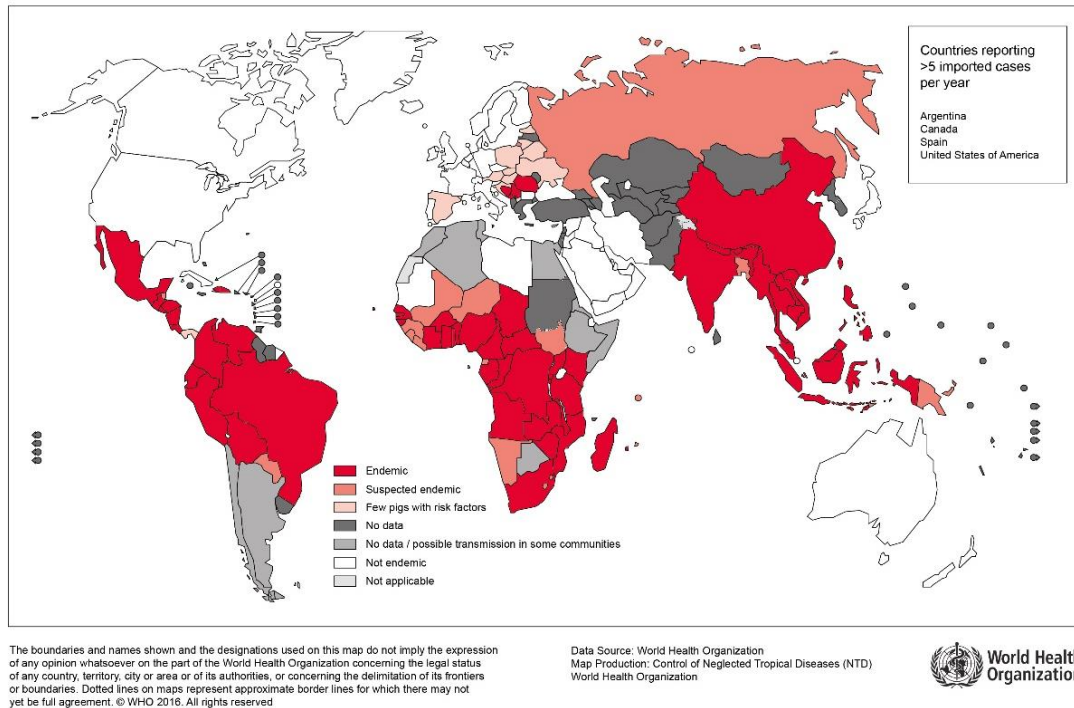 Countries reporting
>5 imported cases
per year
Argentina
Canada
Spain
United States of America
Endemic
Suspected endemic
Few pigs with risk factors
No data
No data / possible transmission in some communities
Not endemic
Not applicable
The boundaries and names shown and the designations used on this map do not imply the expression
of any opinion whatsoever on the part of the World Health Organization concerning the legal status
of any country, territory, city or area or of its authorities, or concerning the delimitation of its frontiers
or boundaries. Dotted lines on maps represent approximate border lines for which there may not
yet be full agreement. © WHO 2016. All rights reserved
Data Source: World Health Organization
Map Production: Control of Neglected Tropical Diseases (NTD)
World Health Organization
World Healt
Organization